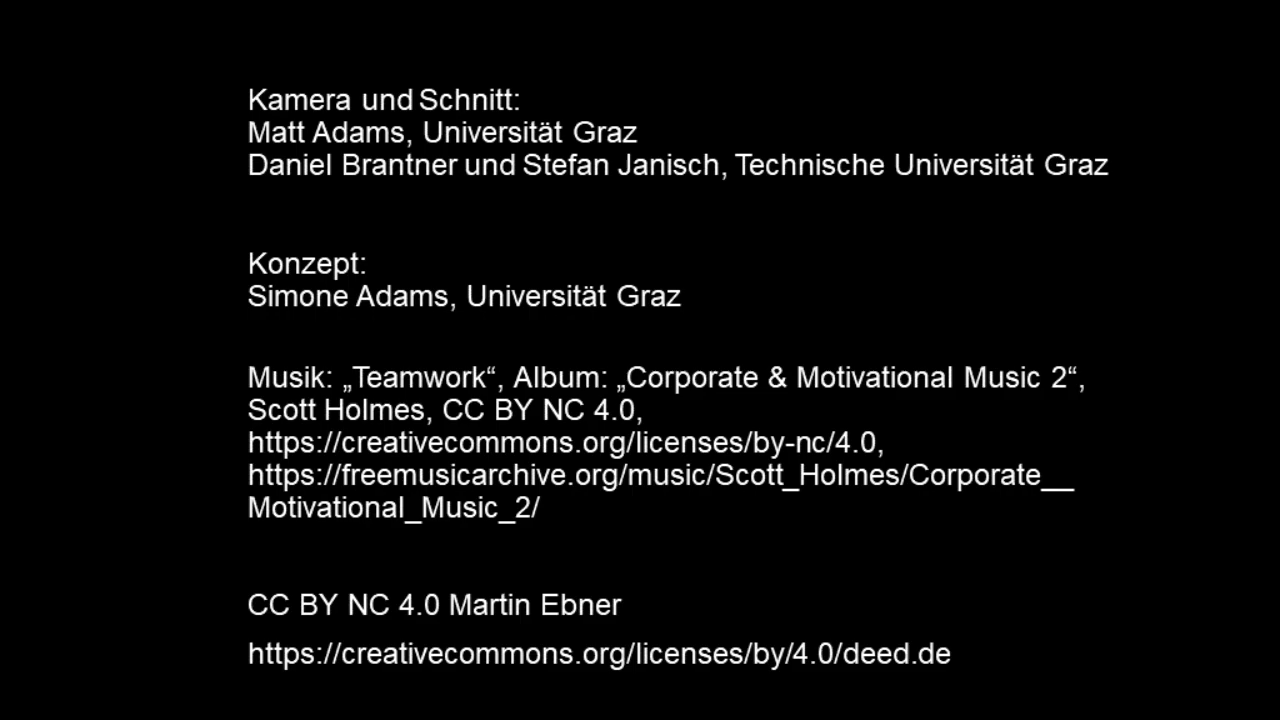 Kamera und Schnitt:
Matt Adams, Universität Graz
Daniel Brantner und Stefan Janisch, Technische Universität Graz
Konzept:
Simone Adams, Universität Graz
Musik: „Teamwork“, Album: „Corporate & Motivational Music 2“,
Scott Holmes, CC BY NC 4.0,
https://creativecommons.org/licenses/by-nc/4.0,
https://freemusicarchive.org/music/Scott_Holmes/Corporate__
Motivational_Music_2/
CC BY NC 4.0 Martin Ebner
https://creativecommons.org/licenses/by/4.0/deed.de